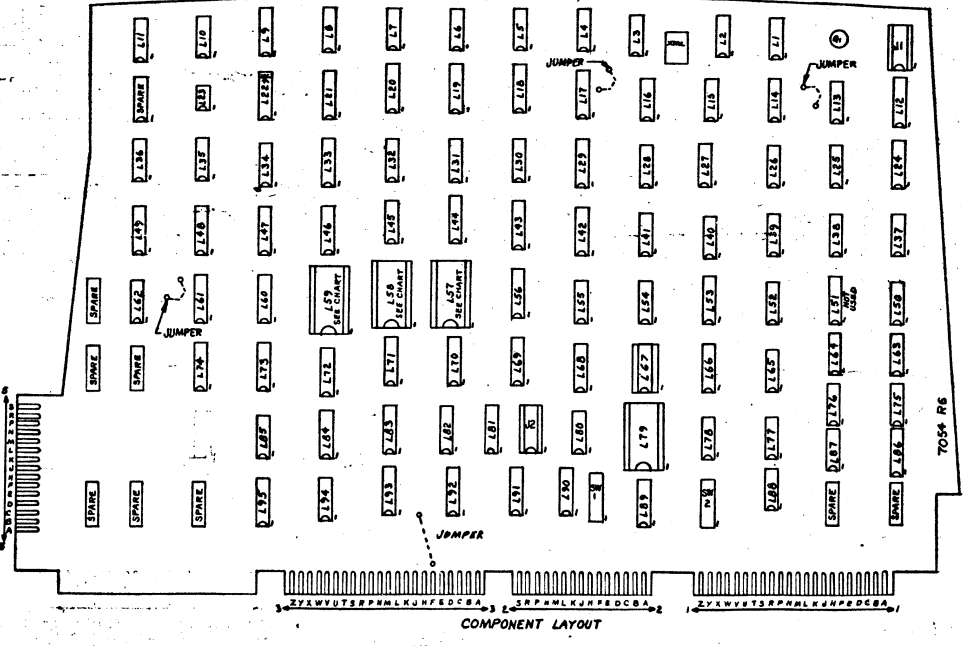 L11 L10 L9 L8 L7 L6 L5 L4 L3 XTAL L2 L1
JUMPER JUMPER
SPARE L23 L22 L21 L20 L19 L18 L17 L16 L15 L14 L13 L12
L36 L35 L34 L33 L32 L31 L30 L29 L28 L27 L26 L25 L24
L49 L48 L47 L46 L45 L44 L43 L42 L41 L40 L39 L38 L37
SPARE L62 L61 L60 L59 SEE CHART L58 SEE CHART L57 SEE CHART L56 L55 L54 L53 L52 L51 NOT USED L50
JUMPER
SPARE SPARE L74 L73 L72 L71 L70 L69 L68 L67 L66 L65 L64 L63
L85 L84 L83 L82 L81 L80 L79 L78 L77 L76 L75
L87 L86
7054 R6
SPARE SPARE SPARE L95 L94 L93 L92 L91 L90 L89 L88 SPARE SPARE
JUMPER
3 ZYXWVUTSRPNMLKJHFEDCBA 3 2 SRPNMLKJHFEDCBA 2 1 ZYXWVUTSRPNMLKJHFEDCBA 1
COMPONENT LAYOUT